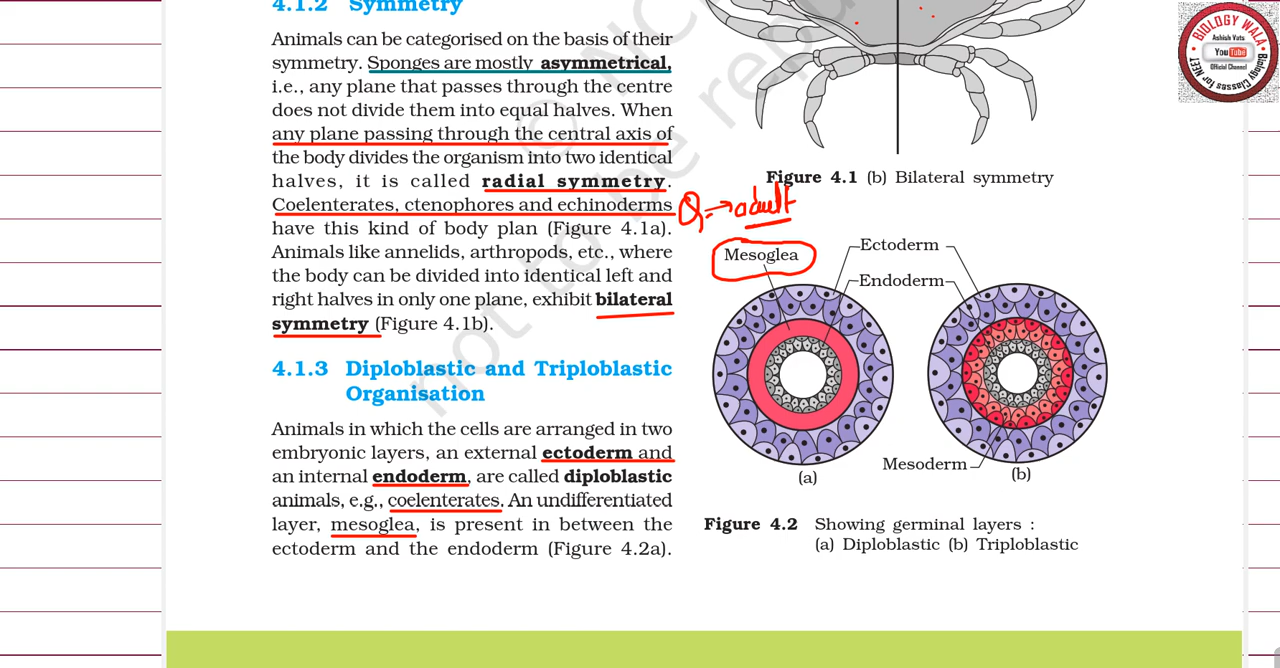 4.1.2 Symmetry
Animals can be categorised on the basis of their
symmetry. Sponges are mostly asymmetrical,
i.e., any plane that passes through the centre
does not divide them into equal halves. When
any plane passing through the central axis of
the body divides the organism into two identical
halves, it is called radial symmetry.
Coelenterates, ctenophores and echinoderms
have this kind of body plan (Figure 4.1a).
Animals like annelids, arthropods, etc., where
the body can be divided into identical left and
right halves in only one plane, exhibit bilateral
symmetry (Figure 4.1b).
4.1.3 Diploblastic and Triploblastic
Organisation
Animals in which the cells are arranged in two
embryonic layers, an external ectoderm and
an internal endoderm, are called diploblastic
animals, e.g., coelenterates. An undifferentiated
layer, mesoglea, is present in between the
ectoderm and the endoderm (Figure 4.2a).
Figure 4.1 (b) Bilateral symmetry
→ adult
Mesoglea
Ectoderm
Endoderm
Mesoderm
(a)
(b)
Figure 4.2 Showing germinal layers :
(a) Diploblastic (b) Triploblastic
not to be rep
© NC
BIOLOGY WALA
Ashish Vats
YouTube
Official Channel
Biology Classes for NEET